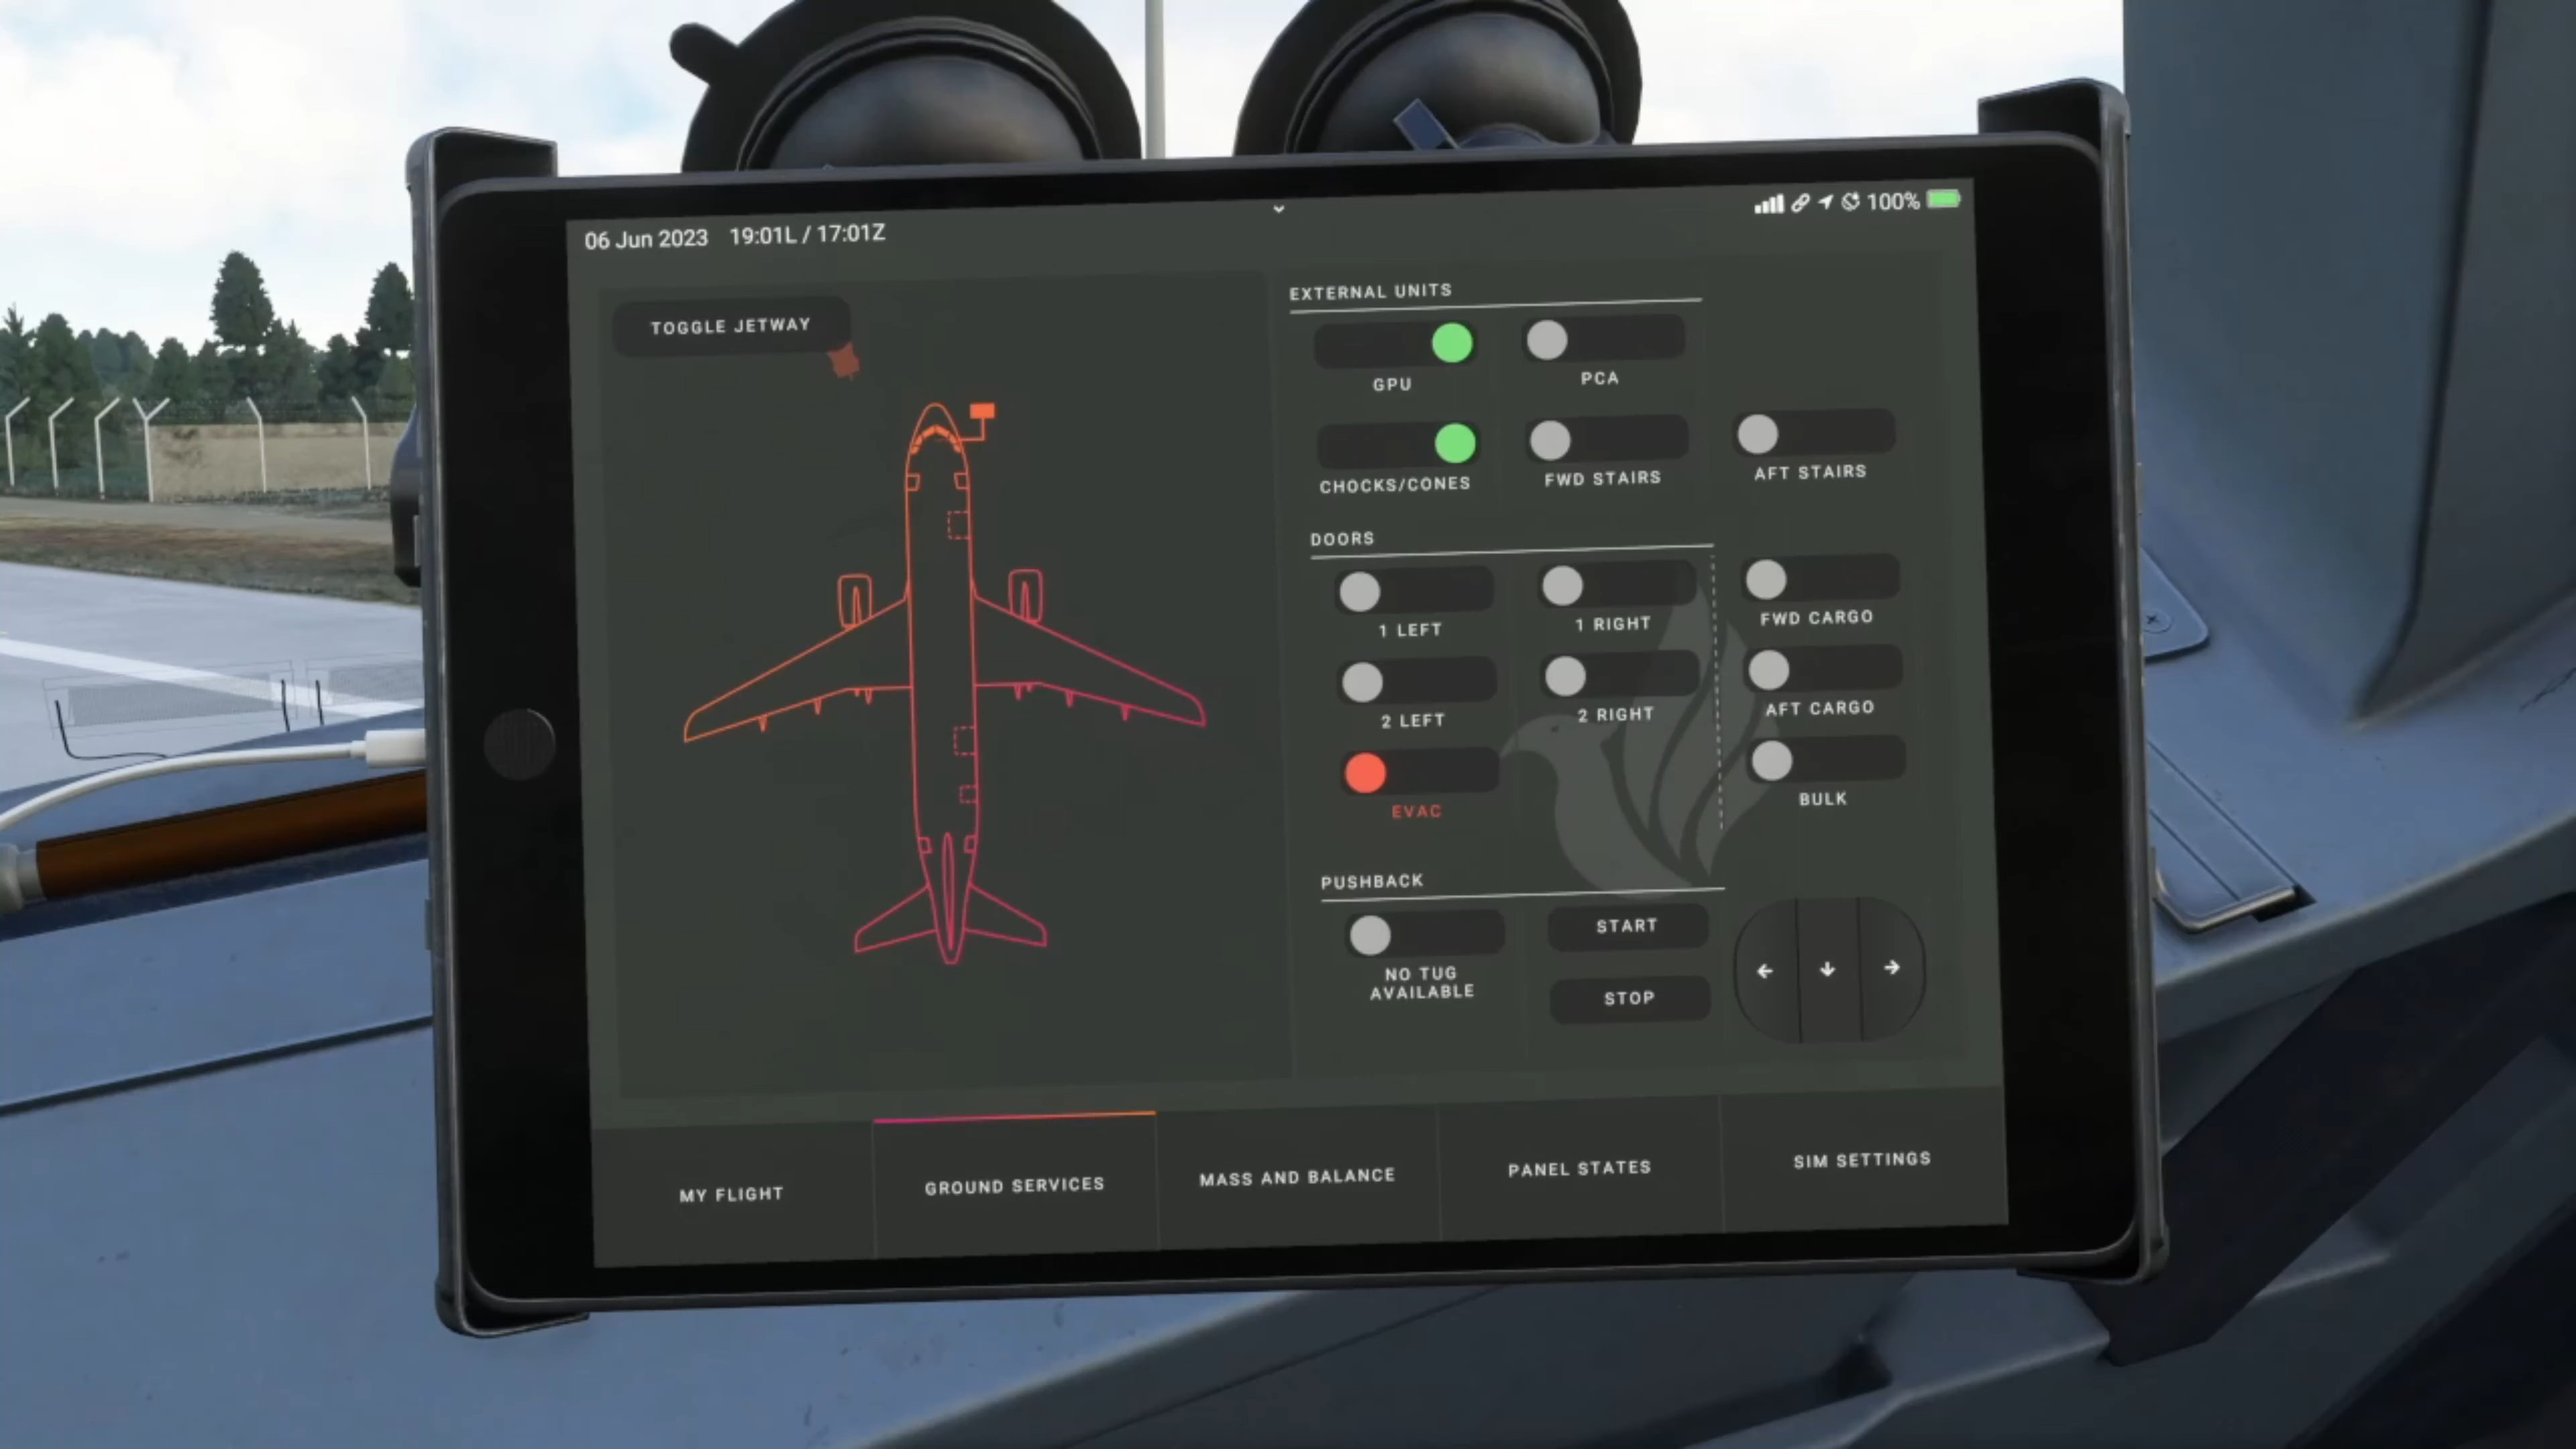 06 Jun 2023 19:01L / 17:01Z
100%
TOGGLE JETWAY
EXTERNAL UNITS
GPU
PCA
CHOCKS/CONES
FWD STAIRS
AFT STAIRS
DOORS
1 LEFT
1 RIGHT
FWD CARGO
2 LEFT
2 RIGHT
AFT CARGO
EVAC
BULK
PUSHBACK
NO TUG
AVAILABLE
START
STOP
MY FLIGHT
GROUND SERVICES
MASS AND BALANCE
PANEL STATES
SIM SETTINGS